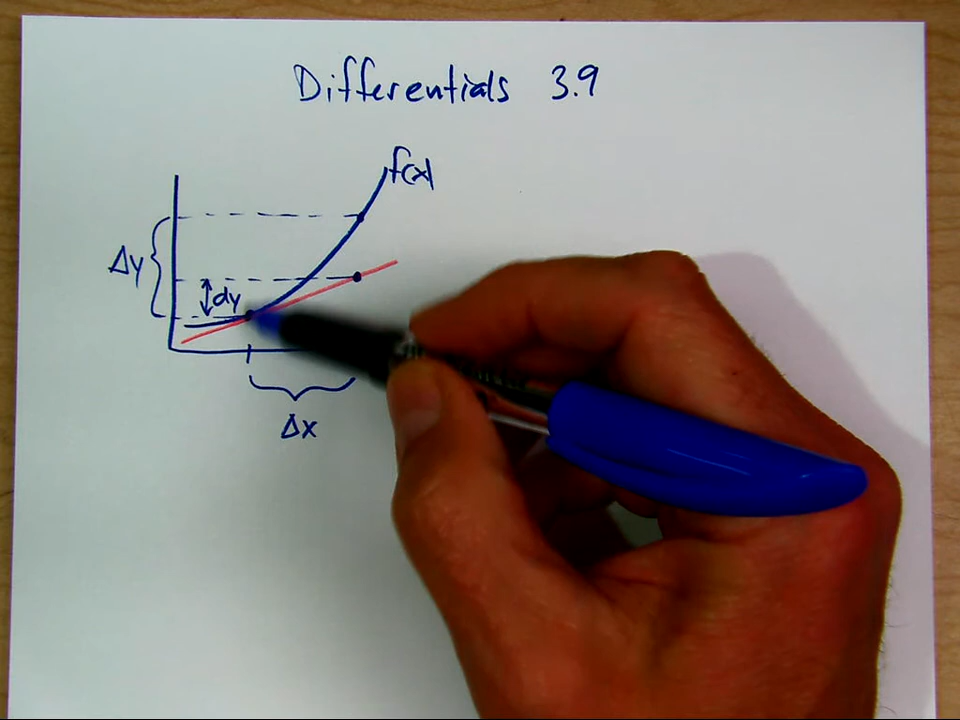 Differentials 3.9
f(x)
Δy
dy
Δx